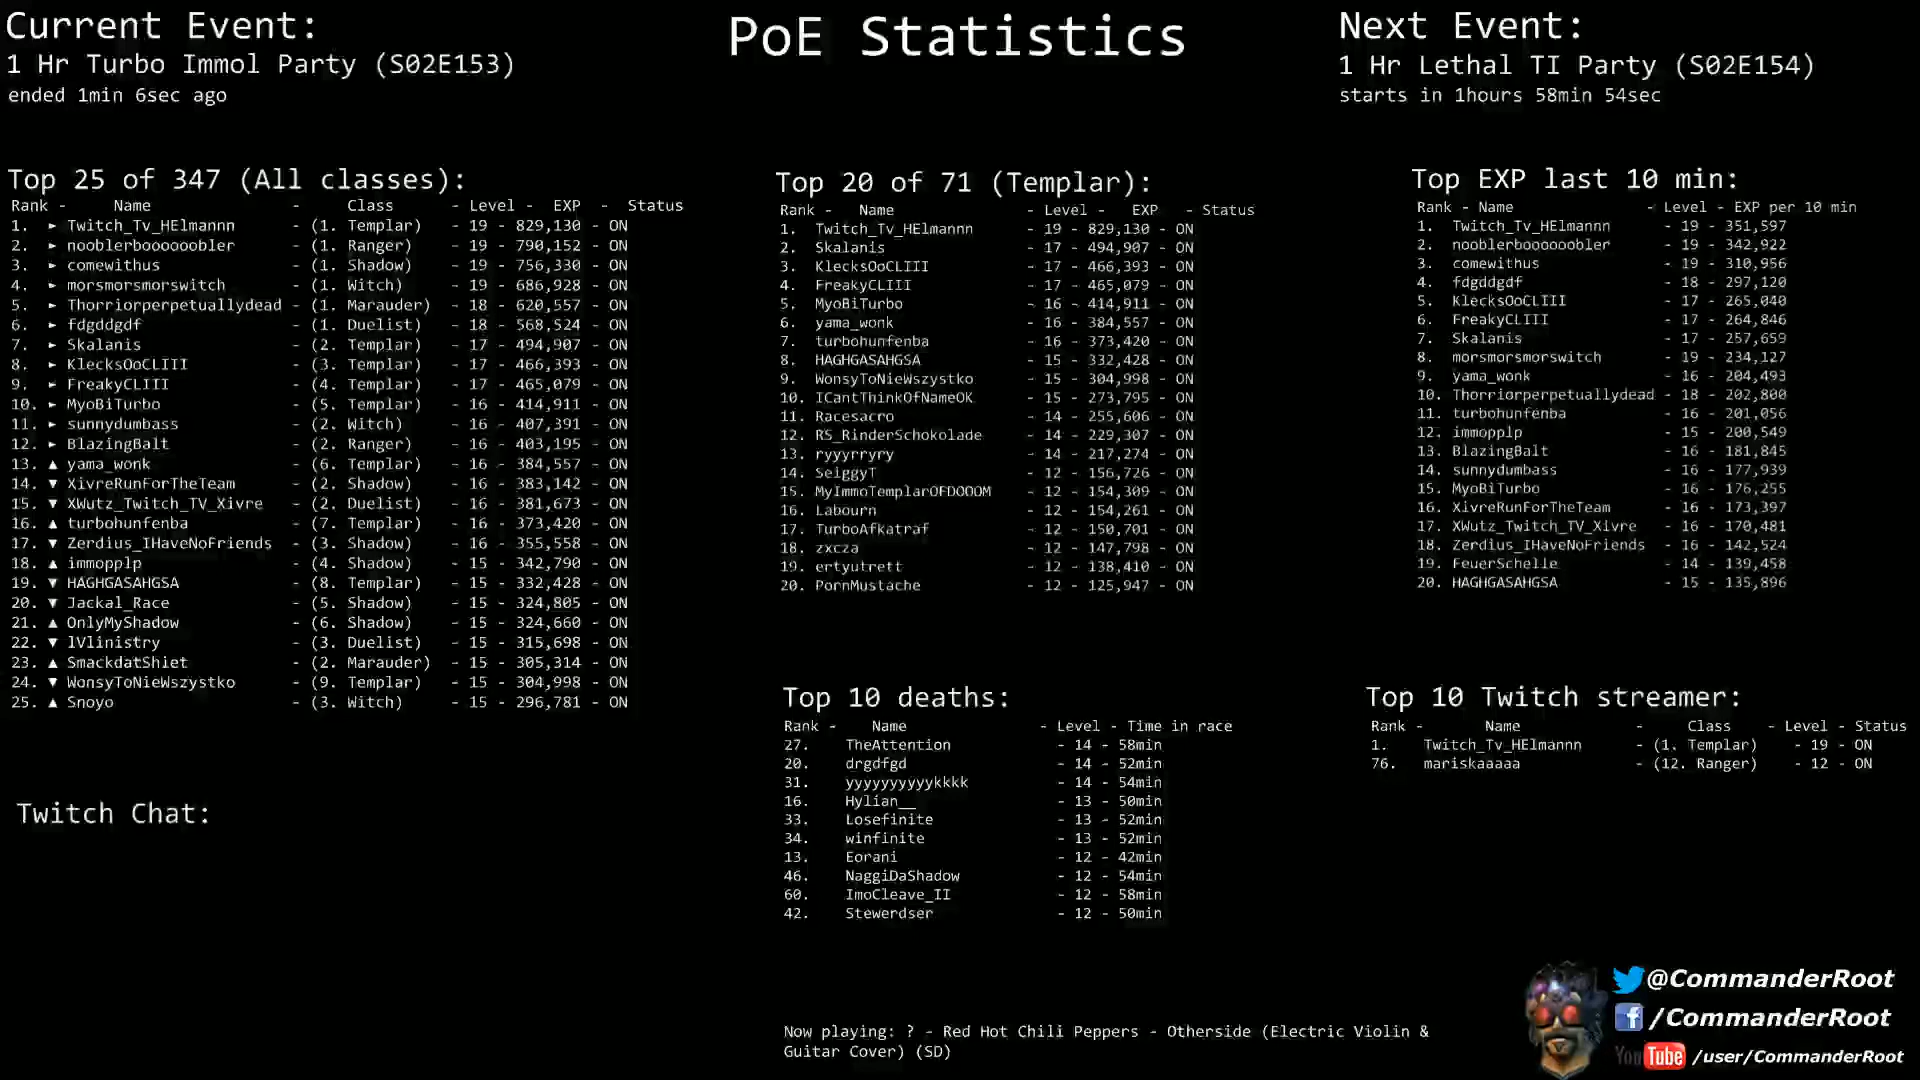 Current Event:
1 Hr Turbo Immol Party (S02E153)
ended 1min 6sec ago
PoE Statistics
Next Event:
1 Hr Lethal TI Party (S02E154)
starts in 1hours 58min 54sec
Top 25 of 347 (All classes):
Rank - Name - Class - Level - EXP - Status
1. ► Twitch_Tv_HElmannn - (1. Templar) - 19 - 829,130 - ON
2. ► nooblerboooooobler - (1. Ranger) - 19 - 790,152 - ON
3. ► comewithus - (1. Shadow) - 19 - 756,330 - ON
4. ► morsmorsmorswitch - (1. Witch) - 19 - 686,928 - ON
5. ► Thorriorperpetuallydead - (1. Marauder) - 18 - 620,557 - ON
6. ► fdgddgdf - (1. Duelist) - 18 - 568,524 - ON
7. ► Skalanis - (2. Templar) - 17 - 494,907 - ON
8. ► KlecksOoCLIII - (3. Templar) - 17 - 466,393 - ON
9. ► FreakyCLIII - (4. Templar) - 17 - 465,079 - ON
10. ► MyoBiTurbo - (5. Templar) - 16 - 414,911 - ON
11. ► sunnydumbass - (2. Witch) - 16 - 407,391 - ON
12. ► BlazingBalt - (2. Ranger) - 16 - 403,195 - ON
13. ▲ yama_wonk - (6. Templar) - 16 - 384,557 - ON
14. ▼ XivreRunForTheTeam - (2. Shadow) - 16 - 383,142 - ON
15. ▼ XWutz_Twitch_TV_Xivre - (2. Duelist) - 16 - 381,673 - ON
16. ▲ turbohunfenba - (7. Templar) - 16 - 373,420 - ON
17. ▼ Zerdius_IHaveNoFriends - (3. Shadow) - 16 - 355,558 - ON
18. ▲ immopplp - (4. Shadow) - 15 - 342,790 - ON
19. ▼ HAGHGASAHGSA - (8. Templar) - 15 - 332,428 - ON
20. ▼ Jackal_Race - (5. Shadow) - 15 - 324,805 - ON
21. ▲ OnlyMyShadow - (6. Shadow) - 15 - 324,660 - ON
22. ▼ lVlinistry - (3. Duelist) - 15 - 315,698 - ON
23. ▲ SmackdatShiet - (2. Marauder) - 15 - 305,314 - ON
24. ▼ WonsyToNieWszystko - (9. Templar) - 15 - 304,998 - ON
25. ▲ Snoyo - (3. Witch) - 15 - 296,781 - ON
Top 20 of 71 (Templar):
Rank - Name - Level - EXP - Status
1. Twitch_Tv_HElmannn - 19 - 829,130 - ON
2. Skalanis - 17 - 494,907 - ON
3. KlecksOoCLIII - 17 - 466,393 - ON
4. FreakyCLIII - 17 - 465,079 - ON
5. MyoBiTurbo - 16 - 414,911 - ON
6. yama_wonk - 16 - 384,557 - ON
7. turbohunfenba - 16 - 373,420 - ON
8. HAGHGASAHGSA - 15 - 332,428 - ON
9. WonsyToNieWszystko - 15 - 304,998 - ON
10. ICantThinkOfNameOK - 15 - 273,795 - ON
11. Racesacro - 14 - 255,606 - ON
12. RS_RinderSchokolade - 14 - 229,307 - ON
13. ryyyrryry - 14 - 217,274 - ON
14. SeiggyT - 12 - 156,726 - ON
15. MyImmoTemplarOFDOOOM - 12 - 154,309 - ON
16. Labourn - 12 - 154,261 - ON
17. TurboAfkatraf - 12 - 150,701 - ON
18. zxcza - 12 - 147,798 - ON
19. ertyutrett - 12 - 138,410 - ON
20. PornMustache - 12 - 125,947 - ON
Top EXP last 10 min:
Rank - Name - Level - EXP per 10 min
1. Twitch_Tv_HElmannn - 19 - 351,597
2. nooblerboooooobler - 19 - 342,922
3. comewithus - 19 - 310,956
4. fdgddgdf - 18 - 297,120
5. KlecksOoCLIII - 17 - 265,040
6. FreakyCLIII - 17 - 264,846
7. Skalanis - 17 - 257,659
8. morsmorsmorswitch - 19 - 234,127
9. yama_wonk - 16 - 204,493
10. Thorriorperpetuallydead - 18 - 202,800
11. turbohunfenba - 16 - 201,056
12. immopplp - 15 - 200,549
13. BlazingBalt - 16 - 181,845
14. sunnydumbass - 16 - 177,939
15. MyoBiTurbo - 16 - 176,255
16. XivreRunForTheTeam - 16 - 173,397
17. XWutz_Twitch_TV_Xivre - 16 - 170,481
18. Zerdius_IHaveNoFriends - 16 - 142,524
19. FeuerSchelle - 14 - 139,458
20. HAGHGASAHGSA - 15 - 135,896
Top 10 deaths:
Rank - Name - Level - Time in race
27. TheAttention - 14 - 58min
20. drgdfgd - 14 - 52min
31. yyyyyyyyyykkkk - 14 - 54min
16. Hylian__ - 13 - 50min
33. Losefinite - 13 - 52min
34. winfinite - 13 - 52min
13. Eorani - 12 - 42min
46. NaggiDaShadow - 12 - 54min
60. ImoCleave_II - 12 - 58min
42. Stewerdser - 12 - 50min
Top 10 Twitch streamer:
Rank - Name - Class - Level - Status
1. Twitch_Tv_HElmannn - (1. Templar) - 19 - ON
76. mariskaaaaa - (12. Ranger) - 12 - ON
Twitch Chat:
Now playing: ? - Red Hot Chili Peppers - Otherside (Electric Violin &
Guitar Cover) (SD)
@CommanderRoot
f /CommanderRoot
YouTube /user/CommanderRoot